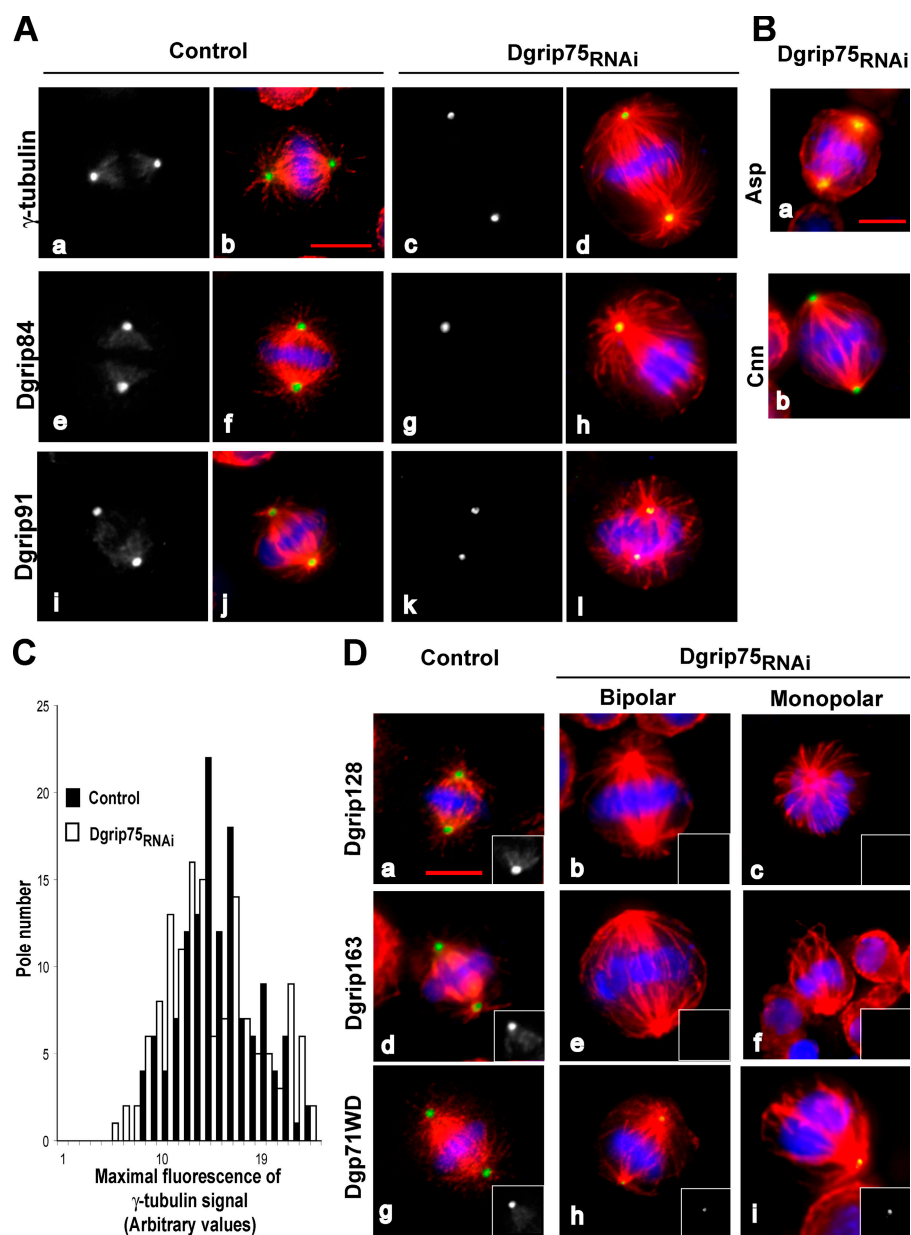 A
Control
Dgrip75RNAi
B
Dgrip75RNAi
γ-tubulin
a
b
c
d
Asp
a
Dgrip84
e
f
g
h
Cnn
b
Dgrip91
i
j
k
l
C
25
20
15
10
5
0
Pole number
Control
Dgrip75RNAi
1
10
19
Maximal fluorescence of
γ-tubulin signal
(Arbitrary values)
D
Control
Dgrip75RNAi
Bipolar
Monopolar
Dgrip128
a
b
c
Dgrip163
d
e
f
Dgp71WD
g
h
i